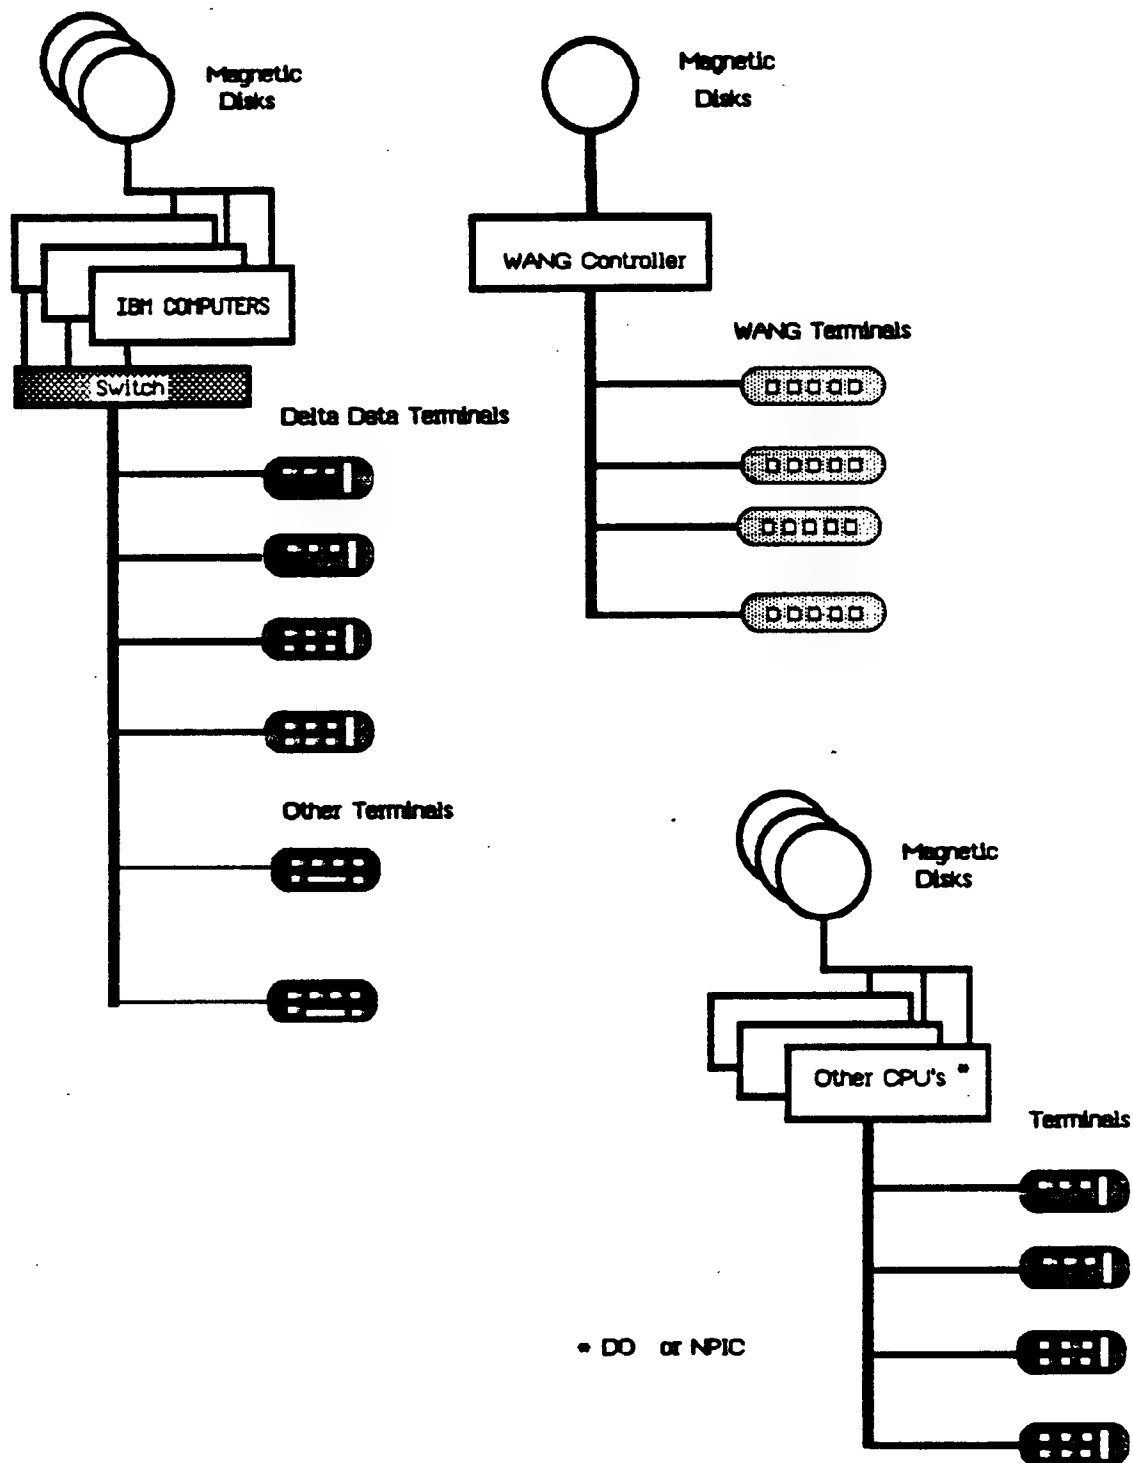 Magnetic
Disks
IBM COMPUTERS
Switch
Delta Data Terminals
Other Terminals
Magnetic
Disks
WANG Controller
WANG Terminals
Magnetic
Disks
Other CPU's *
Terminals
* DO or NPIC